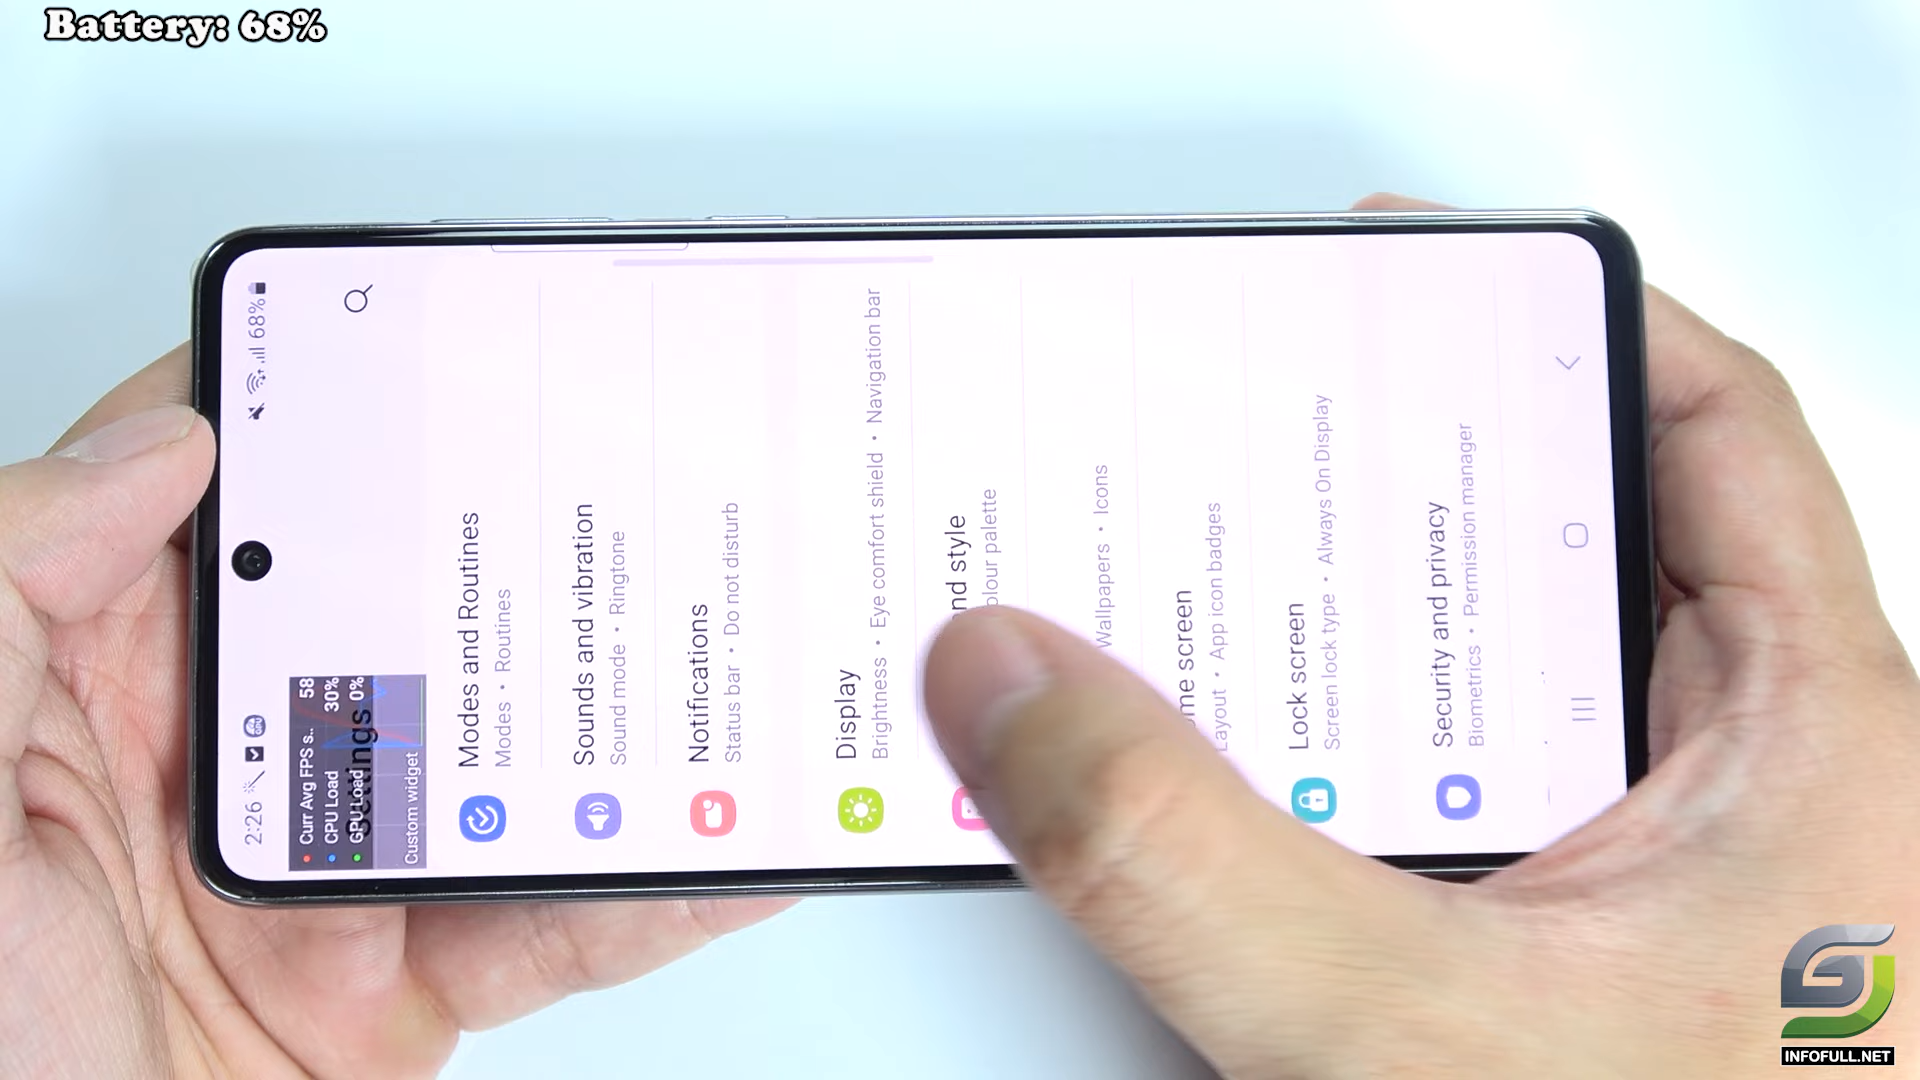 Battery: 68%
2:26
68%
Curr Avg FPS s.. 58
CPU Load 30%
GPU Load 0%
Settings
Custom widget
Modes and Routines
Modes • Routines
Sounds and vibration
Sound mode • Ringtone
Notifications
Status bar • Do not disturb
Display
Brightness • Eye comfort shield • Navigation bar
and style
olour palette
Wallpapers • Icons
ome screen
Layout • App icon badges
Lock screen
Screen lock type • Always On Display
Security and privacy
Biometrics • Permission manager
INFOFULL.NET